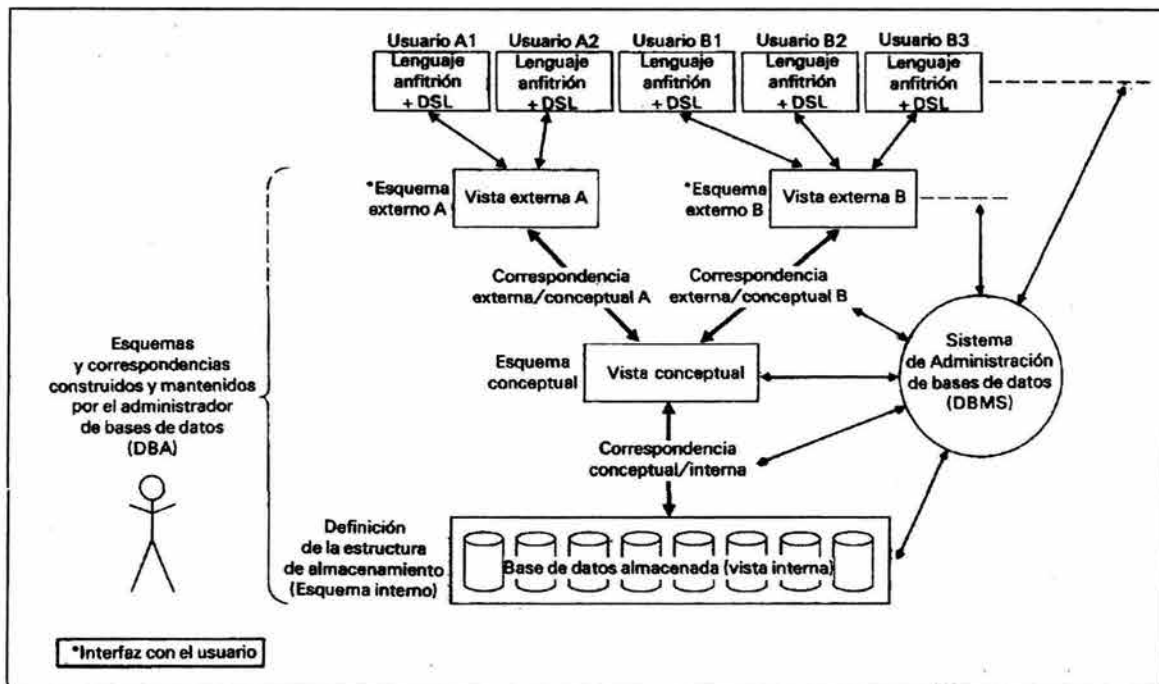 Usuario A1
Usuario A2
Usuario B1
Usuario B2
Usuario B3
Lenguaje
anfitrión
+ DSL
Lenguaje
anfitrión
+ DSL
Lenguaje
anfitrión
+ DSL
Lenguaje
anfitrión
+ DSL
Lenguaje
anfitrión
+ DSL
*Esquema
externo A
Vista externa A
*Esquema
externo B
Vista externa B
Correspondencia
externa/conceptual A
Correspondencia
externa/conceptual B
Esquemas
y correspondencias
construidos y mantenidos
por el administrador
de bases de datos
(DBA)
Esquema
conceptual
Vista conceptual
Sistema
de Administración
de bases de datos
(DBMS)
Correspondencia
conceptual/interna
Definición
de la estructura
de almacenamiento
(Esquema interno)
Base de datos almacenada (vista interna)
*Interfaz con el usuario